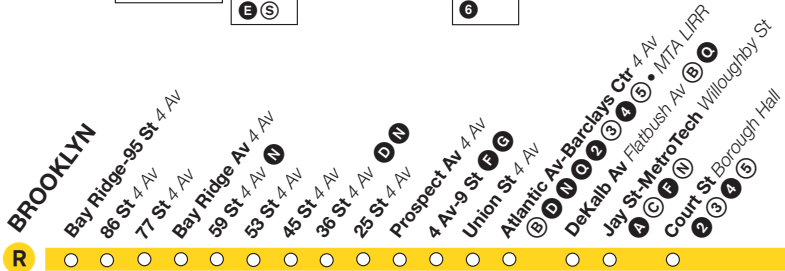 E S
6
BROOKLYN
Bay Ridge-95 St 4 Av
86 St 4 Av
77 St 4 Av
Bay Ridge Av 4 Av
59 St 4 Av N
53 St 4 Av
45 St 4 Av
36 St 4 Av D N
25 St 4 Av
Prospect Av 4 Av
4 Av-9 St F G
Union St 4 Av
Atlantic Av-Barclays Ctr 4 Av
B D N Q 2 3 4 5 • MTA LIRR
DeKalb Av Flatbush Av B Q
Jay St-MetroTech Willoughby St
A C F N
Court St Borough Hall
2 3 4 5
R